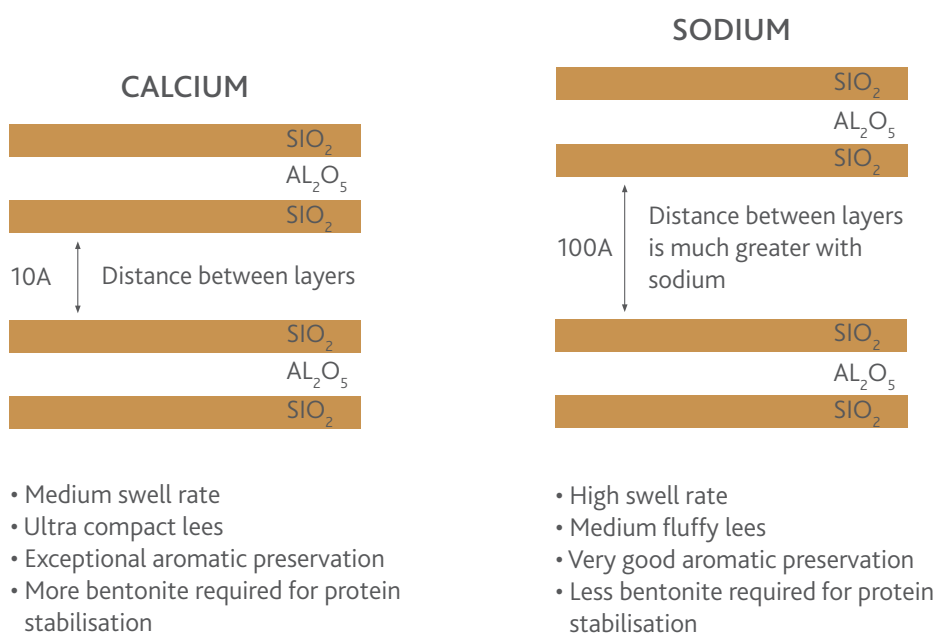 CALCIUM
SIO₂
AL₂O₅
SIO₂
10A
Distance between layers
SIO₂
AL₂O₅
SIO₂
• Medium swell rate
• Ultra compact lees
• Exceptional aromatic preservation
• More bentonite required for protein
stabilisation
SODIUM
SIO₂
AL₂O₅
SIO₂
100A
Distance between layers
is much greater with
sodium
SIO₂
AL₂O₅
SIO₂
• High swell rate
• Medium fluffy lees
• Very good aromatic preservation
• Less bentonite required for protein
stabilisation